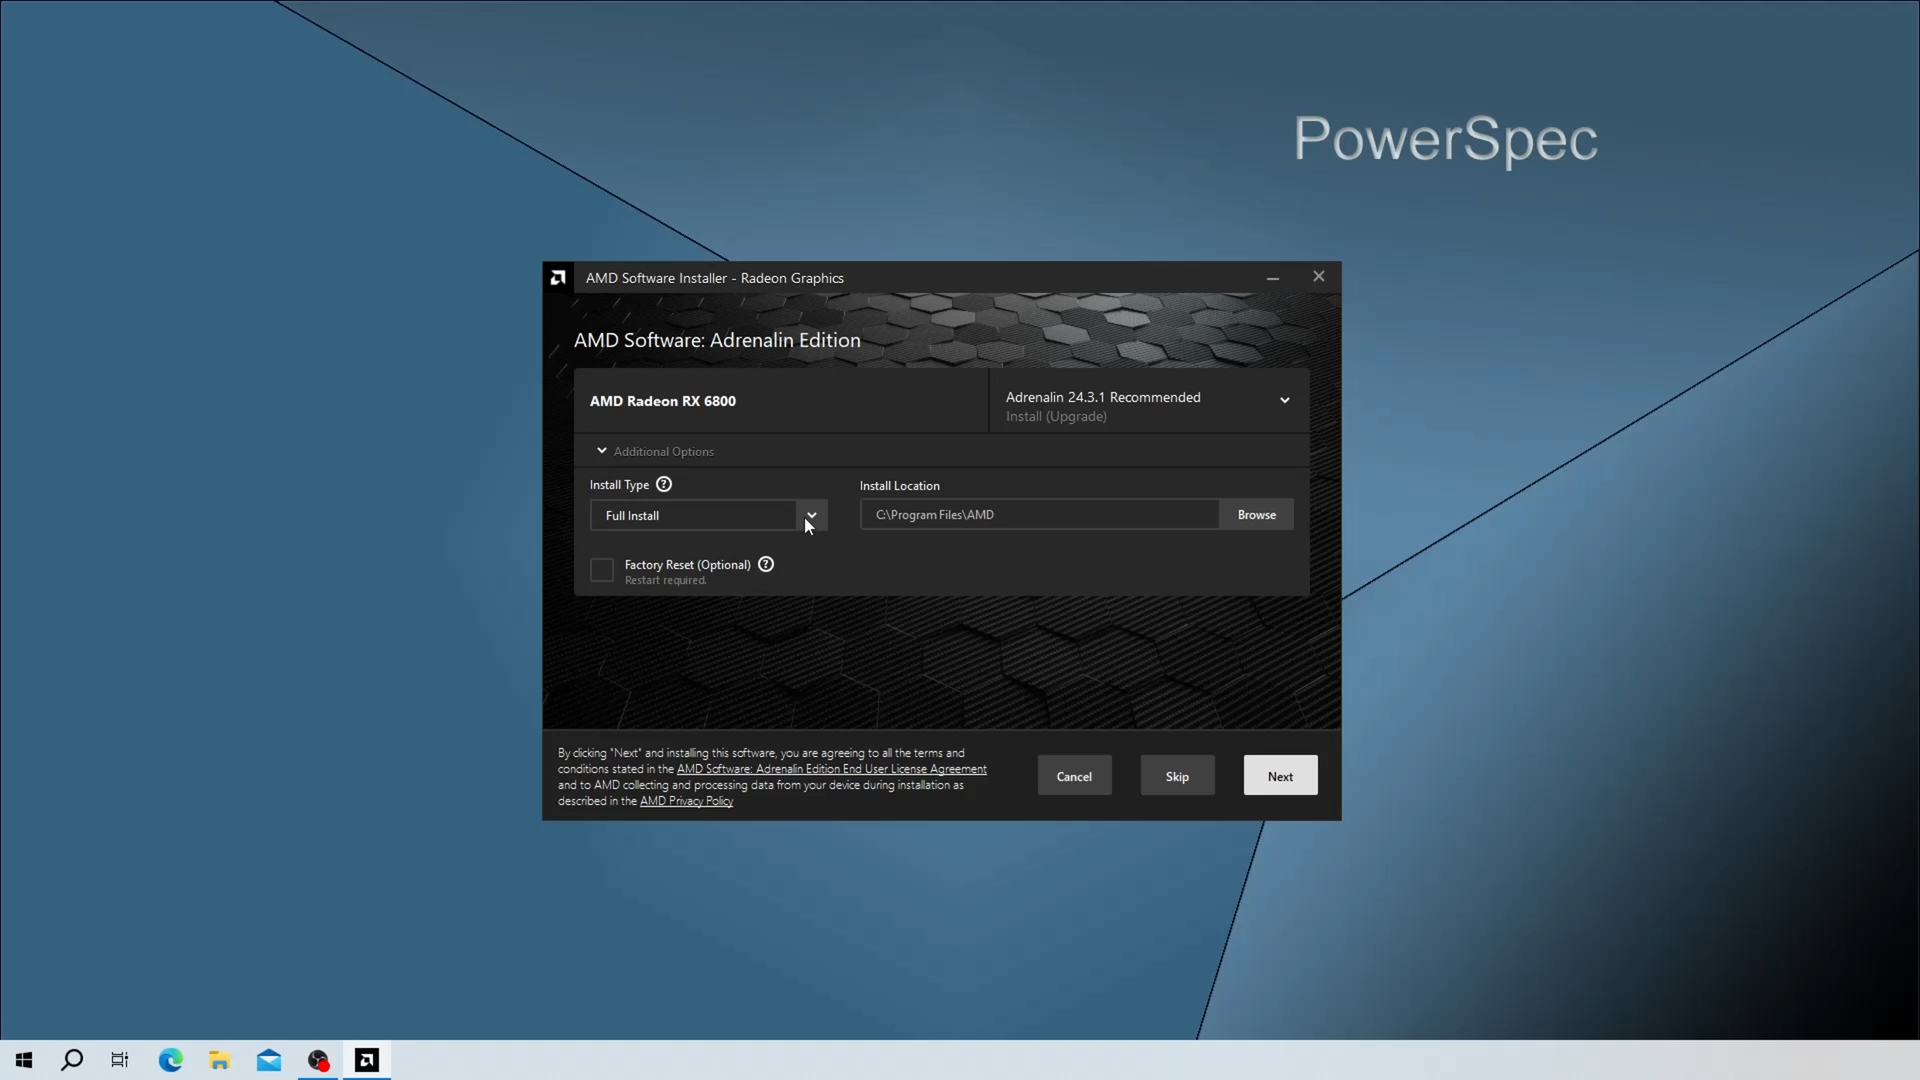 PowerSpec
AMD Software Installer - Radeon Graphics
AMD Software: Adrenalin Edition
AMD Radeon RX 6800
Adrenalin 24.3.1 Recommended
Install (Upgrade)
Additional Options
Install Type ?
Install Location
Full Install
C:\Program Files\AMD
Browse
Factory Reset (Optional) ?
Restart required.
By clicking "Next" and installing this software, you are agreeing to all the terms and
conditions stated in the AMD Software: Adrenalin Edition End User License Agreement
and to AMD collecting and processing data from your device during installation as
described in the AMD Privacy Policy
Cancel
Skip
Next